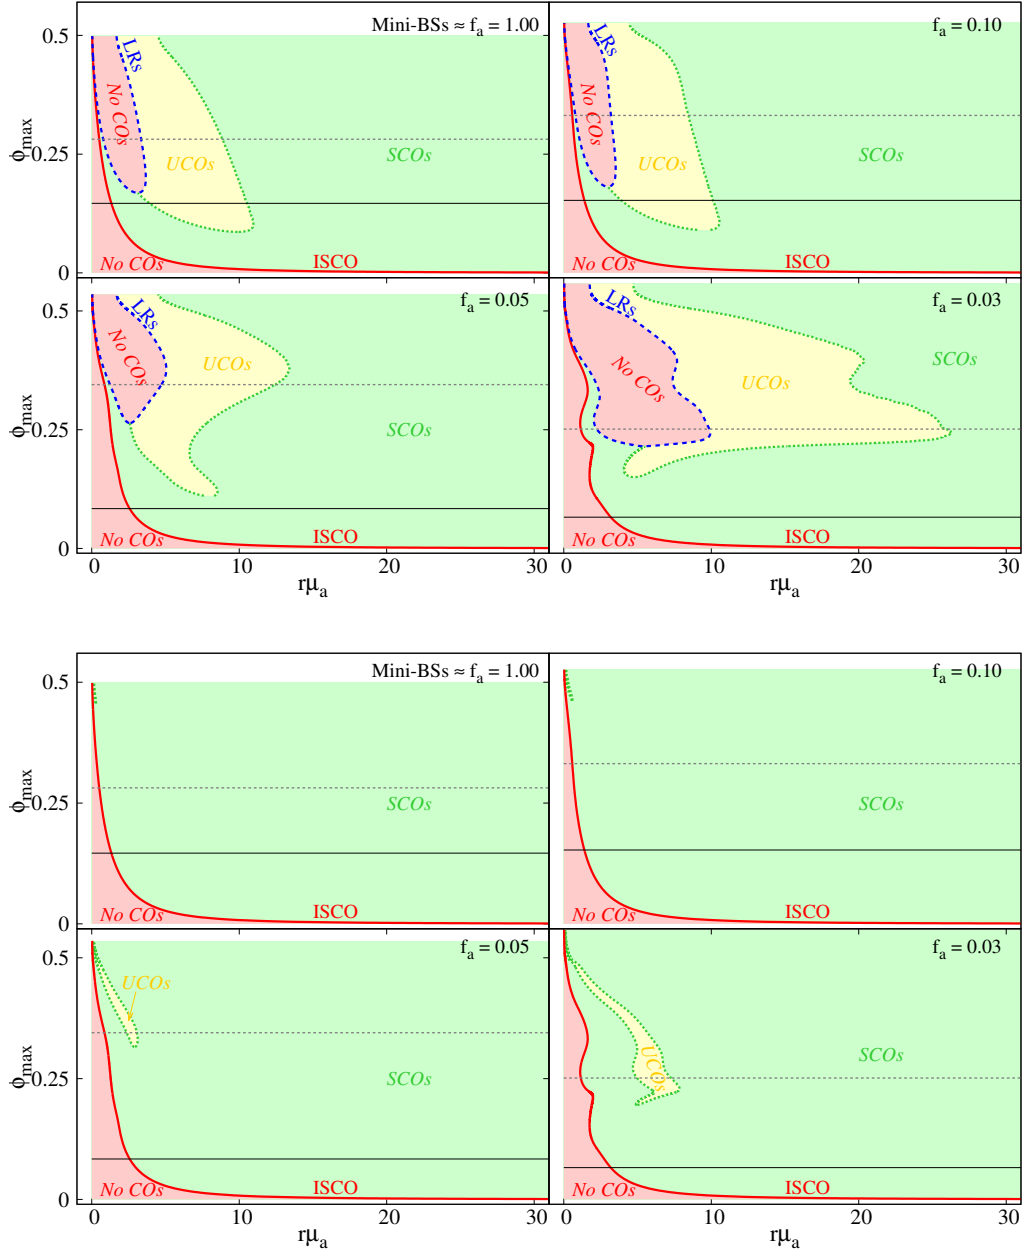 Mini-BSs ≈ f_a = 1.00
0.5
LRs
No COs
ϕ_max
0.25
UCOs
SCOs
No COs
ISCO
0
f_a = 0.10
LRs
No COs
UCOs
SCOs
No COs
ISCO
f_a = 0.05
0.5
LRs
No COs
UCOs
ϕ_max
0.25
SCOs
No COs
ISCO
0
0 10 20 30
rμ_a
f_a = 0.03
LRs
No COs
UCOs
SCOs
No COs
ISCO
0 10 20 30
rμ_a
Mini-BSs ≈ f_a = 1.00
0.5
ϕ_max
0.25
SCOs
No COs
ISCO
0
f_a = 0.10
SCOs
No COs
ISCO
f_a = 0.05
0.5
UCOs
ϕ_max
0.25
SCOs
No COs
ISCO
0
0 10 20 30
rμ_a
f_a = 0.03
UCOs
SCOs
No COs
ISCO
0 10 20 30
rμ_a